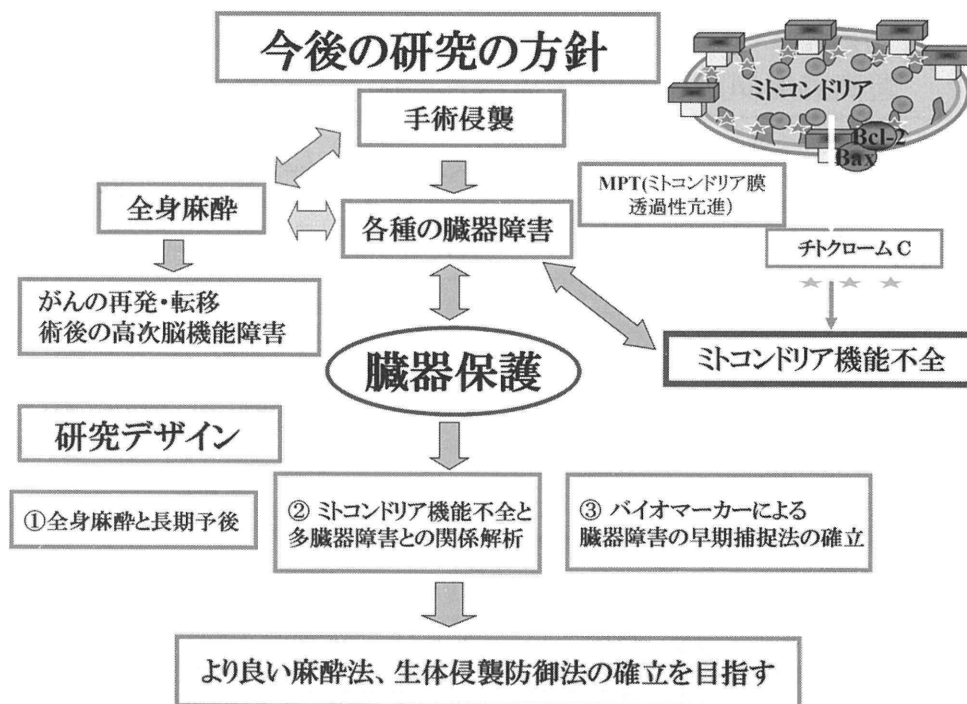 今後の研究の方針
ミトコンドリア
Bcl-2
Bax
手術侵襲
MPT(ミトコンドリア膜
透過性亢進）
全身麻酔
各種の臓器障害
チトクローム C
がんの再発・転移
術後の高次脳機能障害
ミトコンドリア機能不全
臓器保護
研究デザイン
①全身麻酔と長期予後
② ミトコンドリア機能不全と
多臓器障害との関係解析
③ バイオマーカーによる
臓器障害の早期捕捉法の確立
より良い麻酔法、生体侵襲防御法の確立を目指す